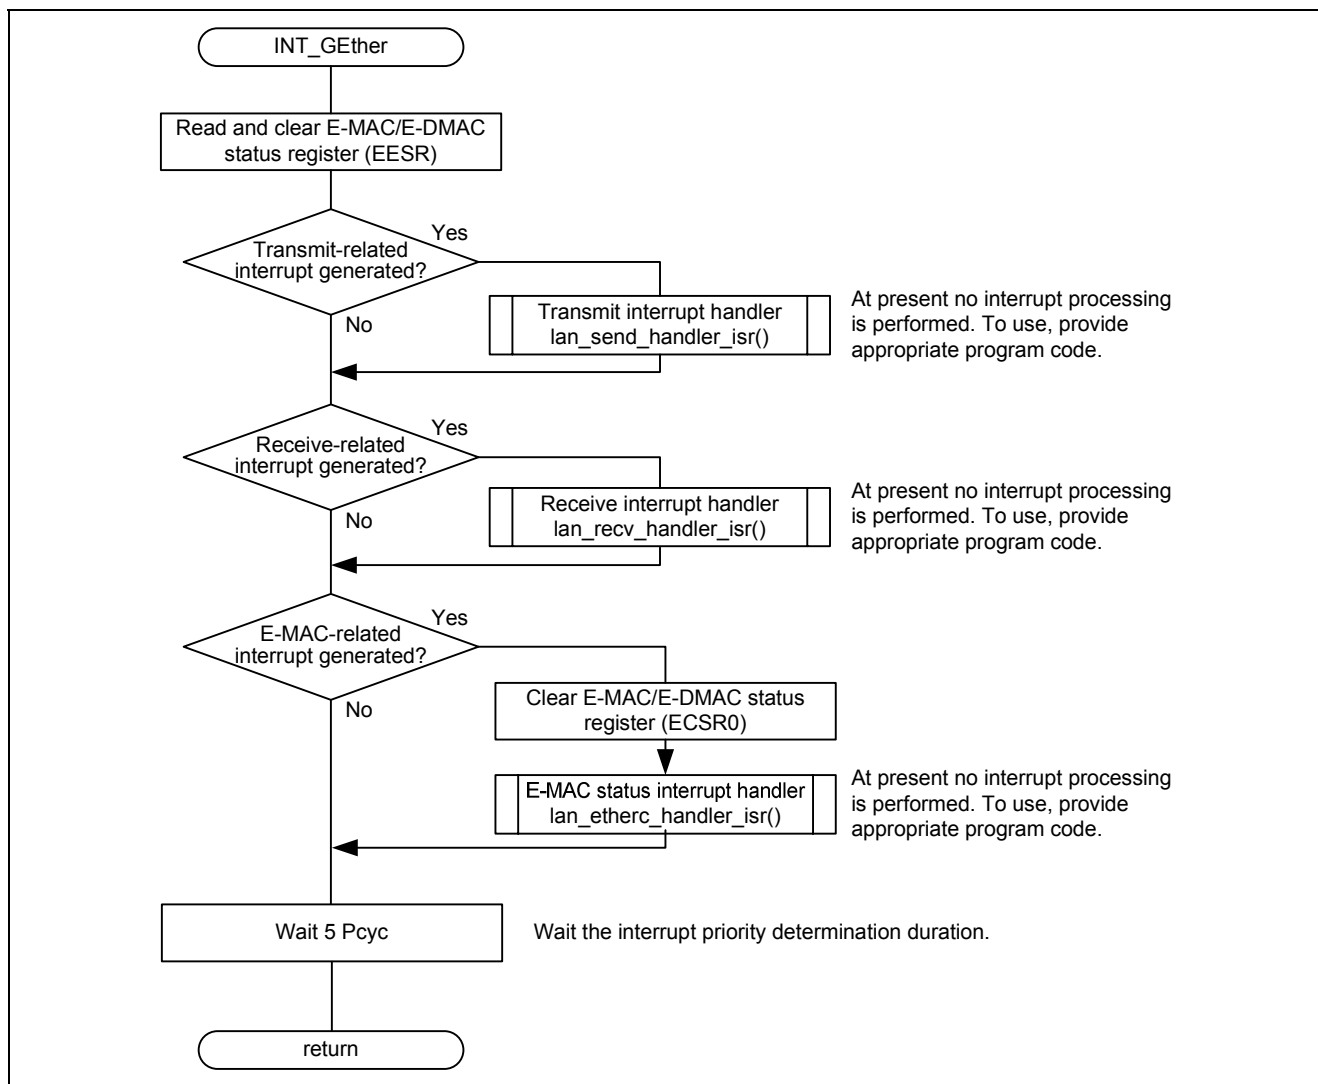 INT_GEther
Read and clear E-MAC/E-DMAC
status register (EESR)
Yes
Transmit-related
interrupt generated?
No
Transmit interrupt handler
lan_send_handler_isr()
At present no interrupt processing
is performed. To use, provide
appropriate program code.
Yes
Receive-related
interrupt generated?
No
Receive interrupt handler
lan_recv_handler_isr()
At present no interrupt processing
is performed. To use, provide
appropriate program code.
Yes
E-MAC-related
interrupt generated?
No
Clear E-MAC/E-DMAC status
register (ECSR0)
E-MAC status interrupt handler
lan_etherc_handler_isr()
At present no interrupt processing
is performed. To use, provide
appropriate program code.
Wait 5 Pcyc
Wait the interrupt priority determination duration.
return